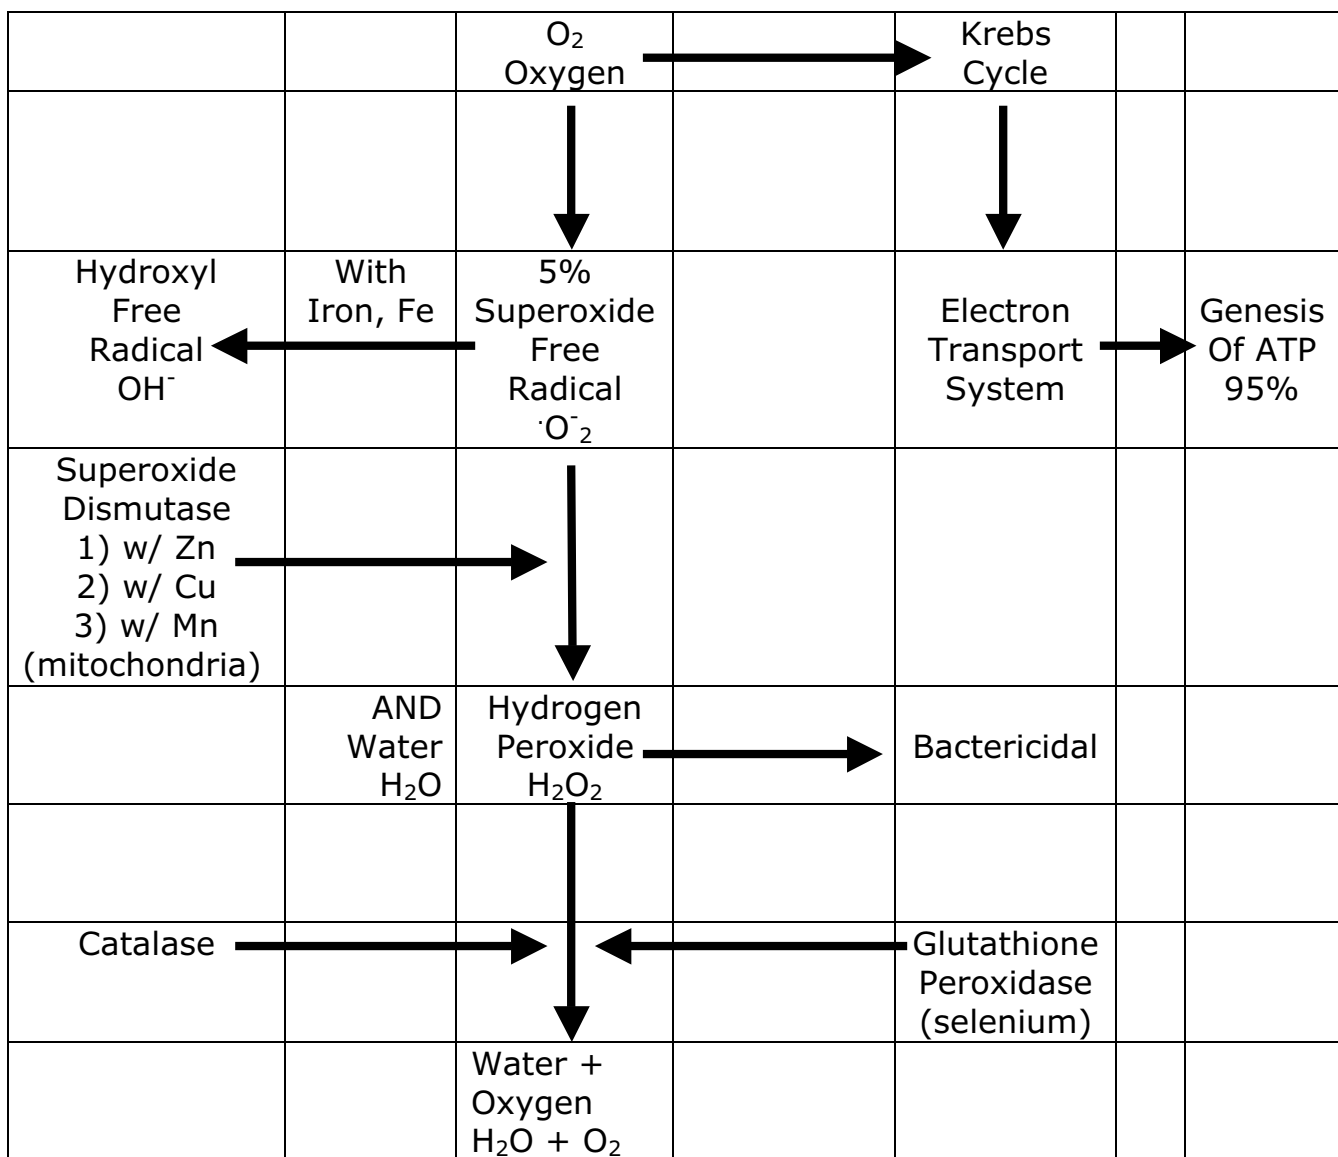 O₂
Oxygen
Krebs
Cycle
Hydroxyl
Free
Radical
OH⁻
With
Iron, Fe
5%
Superoxide
Free
Radical
·O⁻₂
Electron
Transport
System
Genesis
Of ATP
95%
Superoxide
Dismutase
1) w/ Zn
2) w/ Cu
3) w/ Mn
(mitochondria)
AND
Water
H₂O
Hydrogen
Peroxide
H₂O₂
Bactericidal
Catalase
Glutathione
Peroxidase
(selenium)
Water +
Oxygen
H₂O + O₂